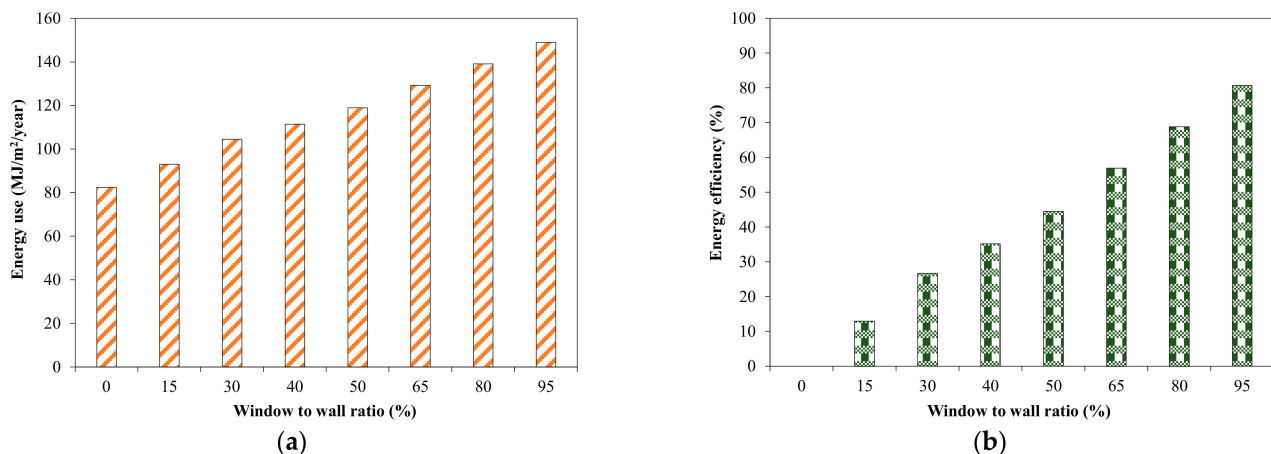 Energy use (MJ/m²/year)
160
140
120
100
80
60
40
20
0
0 15 30 40 50 65 80 95
Window to wall ratio (%)
(a)
Energy efficiency (%)
100
90
80
70
60
50
40
30
20
10
0
0 15 30 40 50 65 80 95
Window to wall ratio (%)
(b)